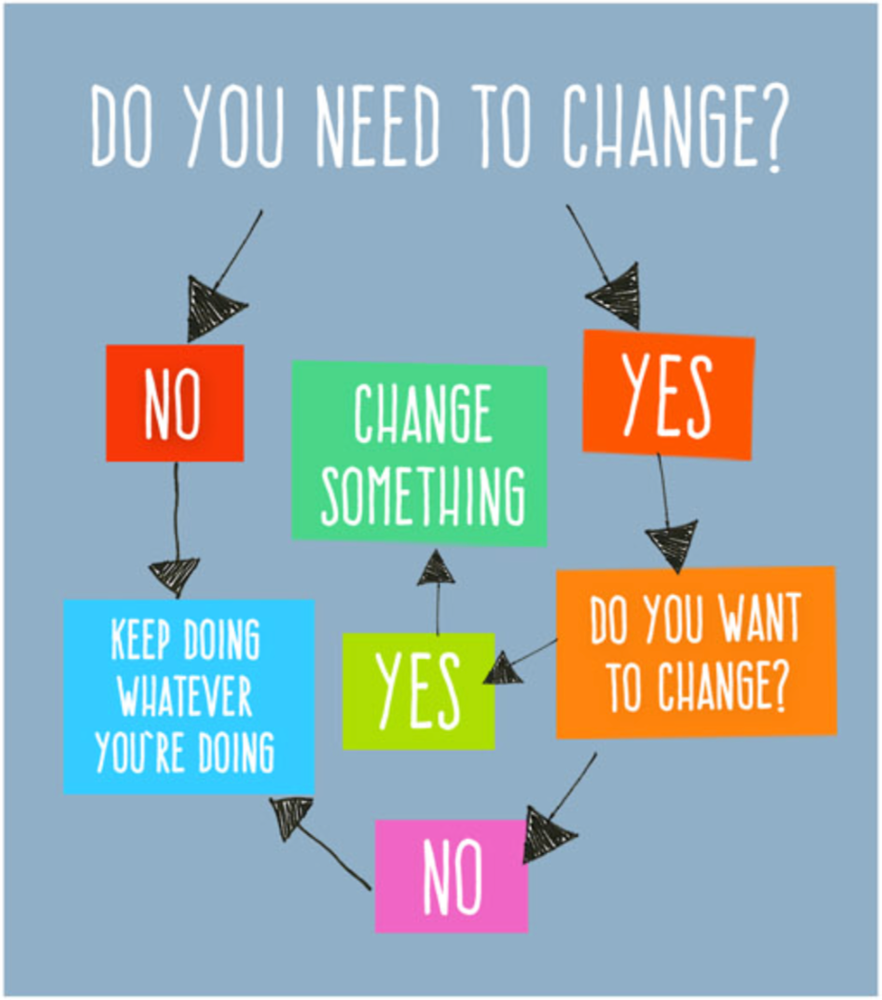 DO YOU NEED TO CHANGE?
NO
YES
CHANGE
SOMETHING
KEEP DOING
WHATEVER
YOU'RE DOING
YES
DO YOU WANT
TO CHANGE?
NO